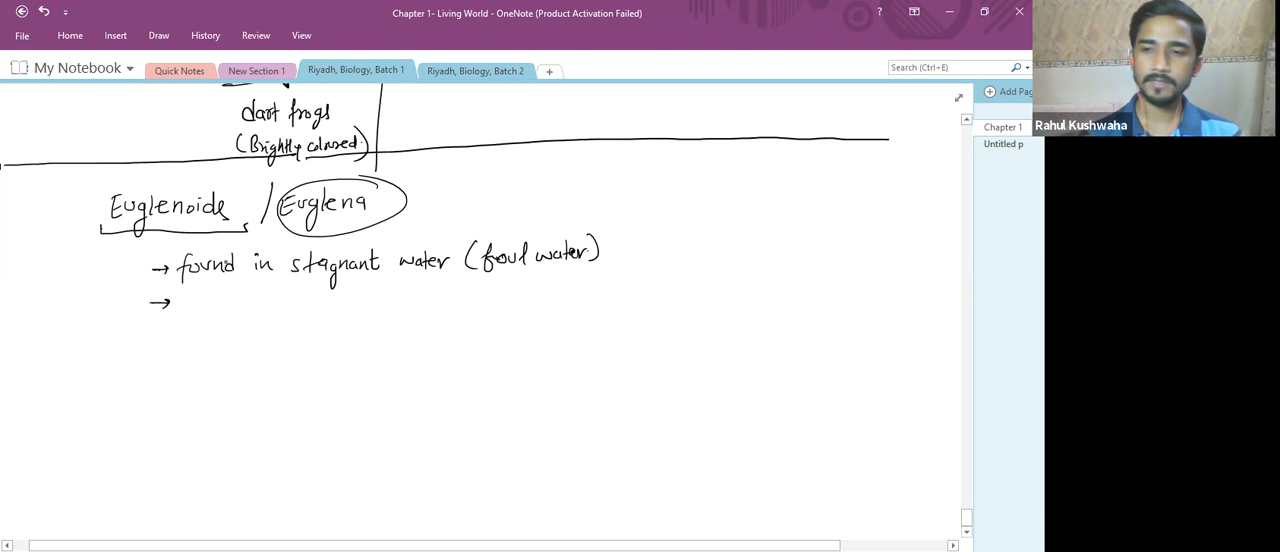 Chapter 1- Living World - OneNote (Product Activation Failed)
?
File Home Insert Draw History Review View
My Notebook Quick Notes New Section 1 Riyadh, Biology, Batch 1 Riyadh, Biology, Batch 2 +
Search (Ctrl+E)
Add Pag
Chapter 1
Untitled p
Rahul Kushwaha
dart frogs
(Brightly coloured)
Euglenoids / Euglena
→ found in stagnant water (foul water)
→